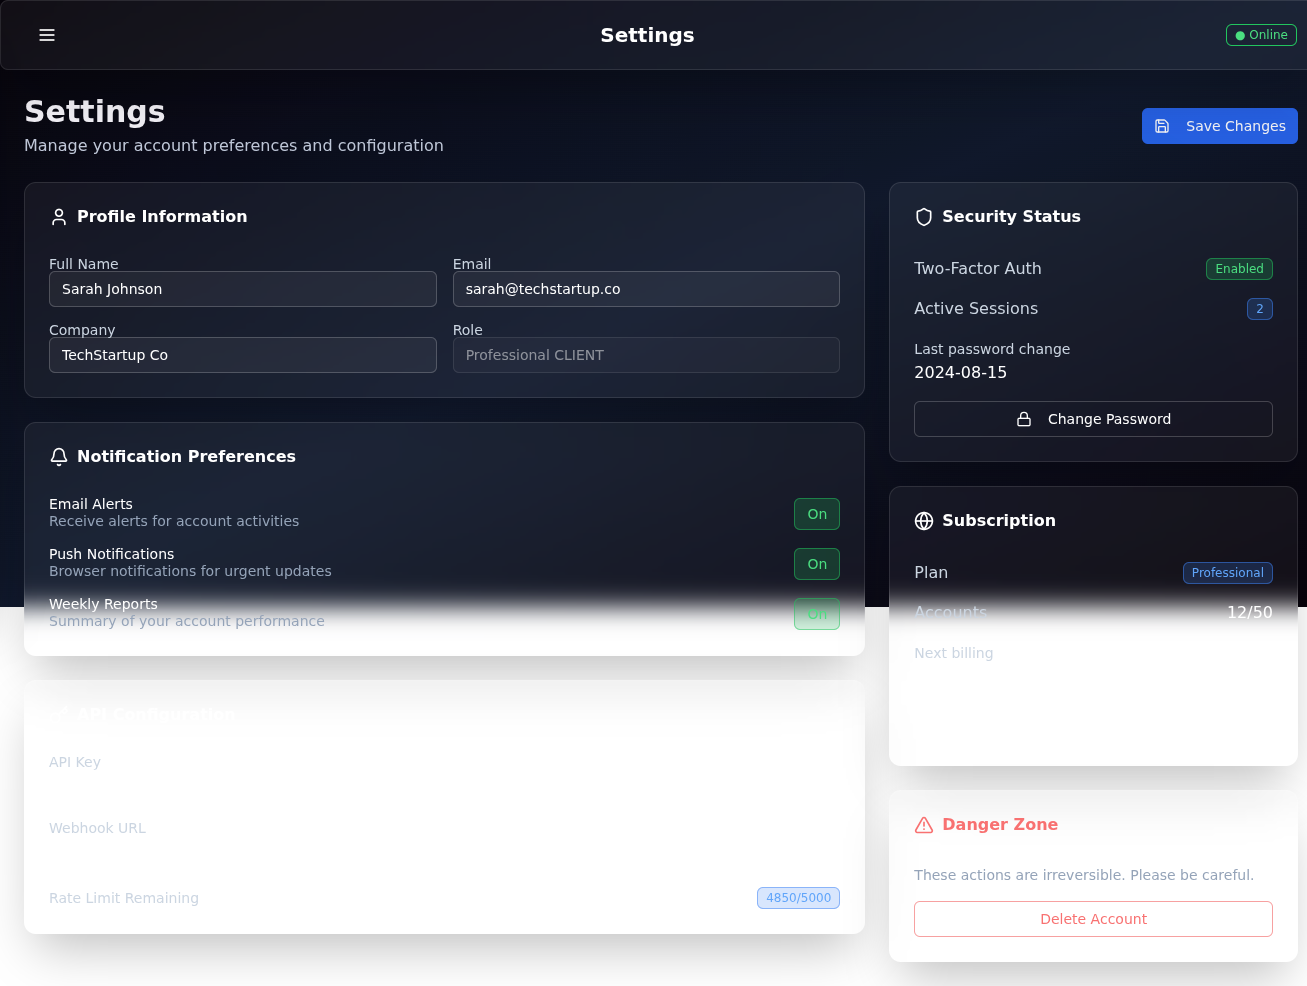 Settings
Online
Settings
Manage your account preferences and configuration
Save Changes
Profile Information
Full Name
Email
Sarah Johnson
sarah@techstartup.co
Company
Role
TechStartup Co
Professional CLIENT
Notification Preferences
Email Alerts
Receive alerts for account activities
On
Push Notifications
Browser notifications for urgent updates
On
Weekly Reports
Summary of your account performance
On
API Configuration
API Key
Webhook URL
Rate Limit Remaining
4850/5000
Security Status
Two-Factor Auth
Enabled
Active Sessions
2
Last password change
2024-08-15
Change Password
Subscription
Plan
Professional
Accounts
12/50
Next billing
Danger Zone
These actions are irreversible. Please be careful.
Delete Account